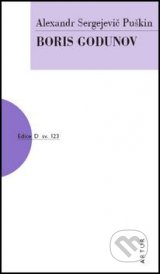 Alexandr Sergejevič Puškin
BORIS GODUNOV
Edice D sv. 123
ARTUR